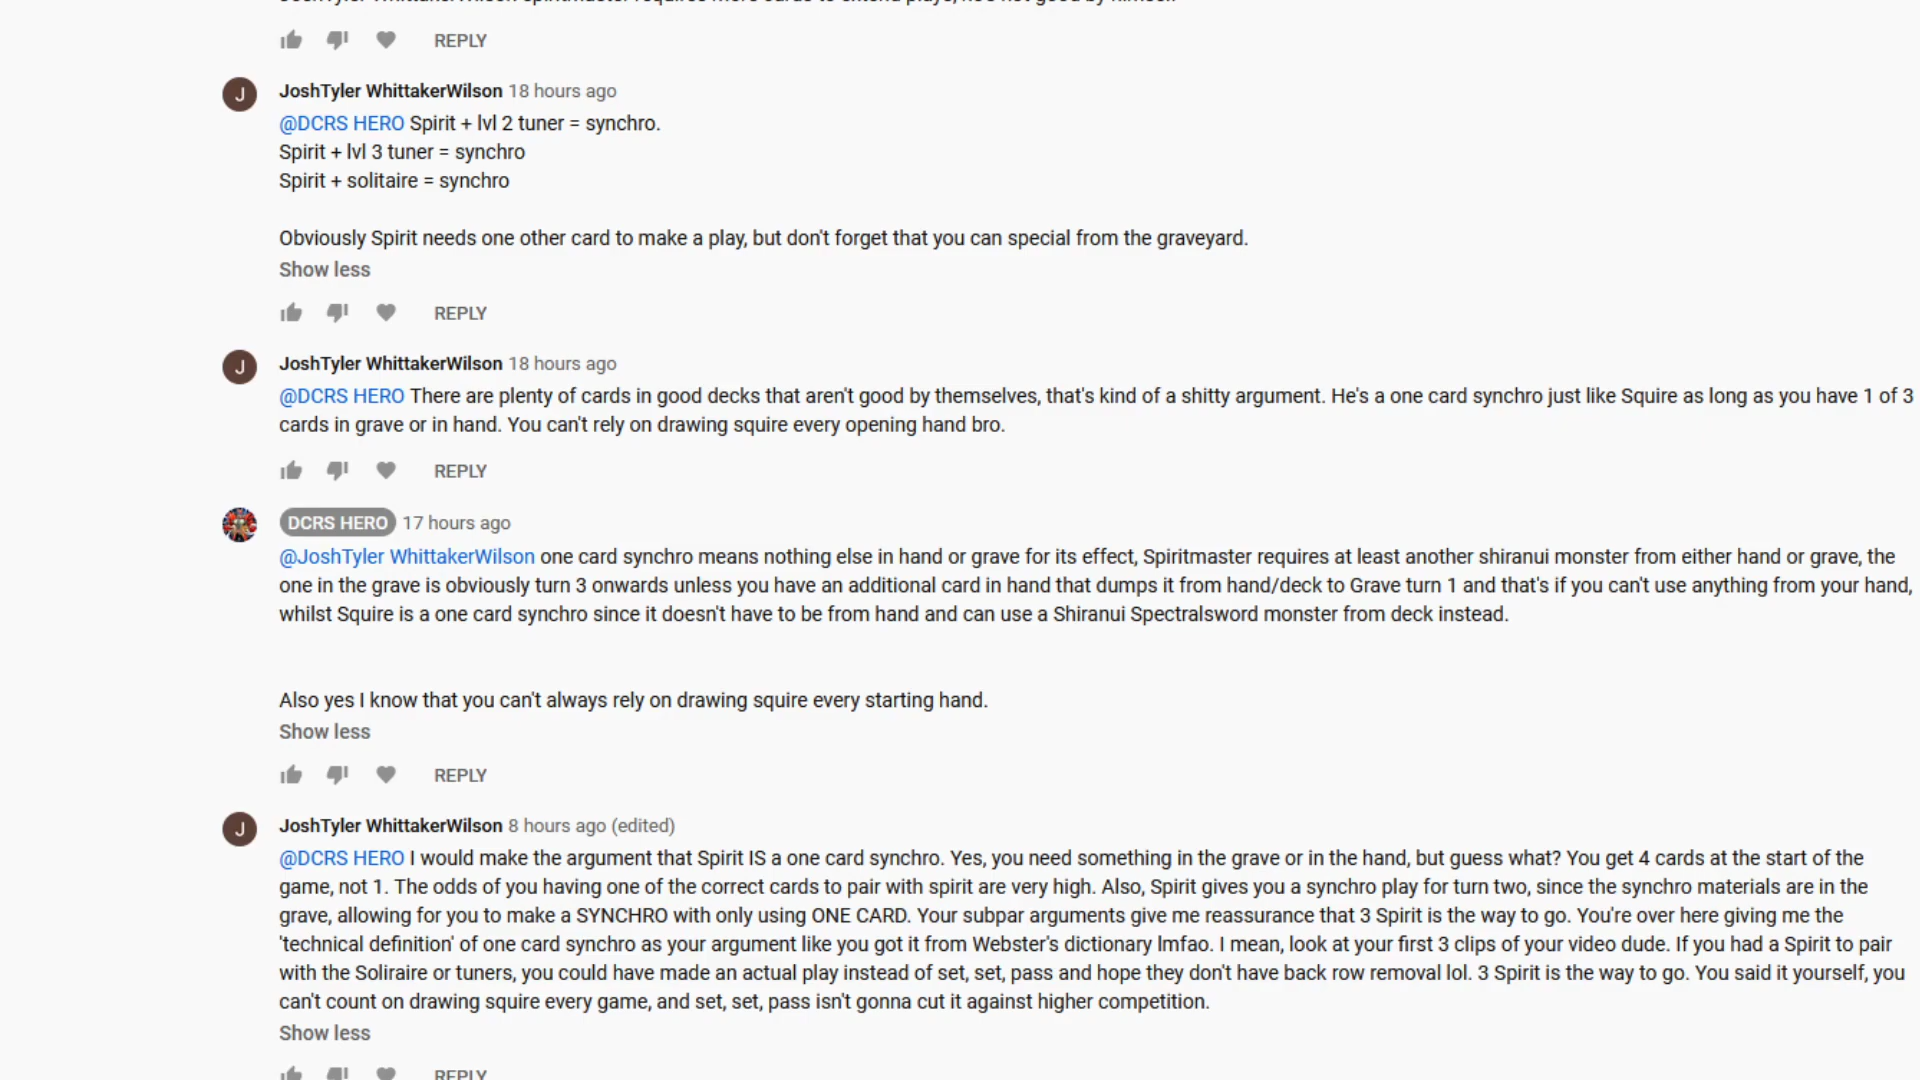 JoshTyler WhittakerWilson Spiritmaster requires more cards to extend plays, he's not good by himself
REPLY
J
JoshTyler WhittakerWilson 18 hours ago
@DCRS HERO Spirit + lvl 2 tuner = synchro.
Spirit + lvl 3 tuner = synchro
Spirit + solitaire = synchro
Obviously Spirit needs one other card to make a play, but don't forget that you can special from the graveyard.
Show less
REPLY
J
JoshTyler WhittakerWilson 18 hours ago
@DCRS HERO There are plenty of cards in good decks that aren't good by themselves, that's kind of a shitty argument. He's a one card synchro just like Squire as long as you have 1 of 3
cards in grave or in hand. You can't rely on drawing squire every opening hand bro.
REPLY
DCRS HERO 17 hours ago
@JoshTyler WhittakerWilson one card synchro means nothing else in hand or grave for its effect, Spiritmaster requires at least another shiranui monster from either hand or grave, the
one in the grave is obviously turn 3 onwards unless you have an additional card in hand that dumps it from hand/deck to Grave turn 1 and that's if you can't use anything from your hand,
whilst Squire is a one card synchro since it doesn't have to be from hand and can use a Shiranui Spectralsword monster from deck instead.
Also yes I know that you can't always rely on drawing squire every starting hand.
Show less
REPLY
J
JoshTyler WhittakerWilson 8 hours ago (edited)
@DCRS HERO I would make the argument that Spirit IS a one card synchro. Yes, you need something in the grave or in the hand, but guess what? You get 4 cards at the start of the
game, not 1. The odds of you having one of the correct cards to pair with spirit are very high. Also, Spirit gives you a synchro play for turn two, since the synchro materials are in the
grave, allowing for you to make a SYNCHRO with only using ONE CARD. Your subpar arguments give me reassurance that 3 Spirit is the way to go. You're over here giving me the
'technical definition' of one card synchro as your argument like you got it from Webster's dictionary lmfao. I mean, look at your first 3 clips of your video dude. If you had a Spirit to pair
with the Soliraire or tuners, you could have made an actual play instead of set, set, pass and hope they don't have back row removal lol. 3 Spirit is the way to go. You said it yourself, you
can't count on drawing squire every game, and set, set, pass isn't gonna cut it against higher competition.
Show less
REPLY